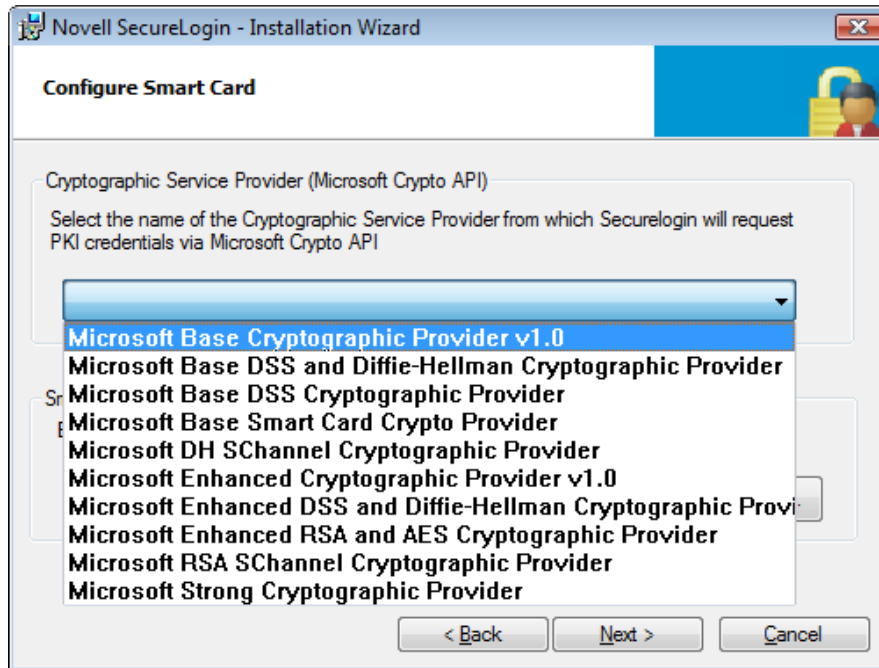 Novell SecureLogin - Installation Wizard
Configure Smart Card
Cryptographic Service Provider (Microsoft Crypto API)
Select the name of the Cryptographic Service Provider from which Securelogin will request
PKI credentials via Microsoft Crypto API
Microsoft Base Cryptographic Provider v1.0
Microsoft Base DSS and Diffie-Hellman Cryptographic Provider
Microsoft Base DSS Cryptographic Provider
Microsoft Base Smart Card Crypto Provider
Microsoft DH SChannel Cryptographic Provider
Microsoft Enhanced Cryptographic Provider v1.0
Microsoft Enhanced DSS and Diffie-Hellman Cryptographic Provi
Microsoft Enhanced RSA and AES Cryptographic Provider
Microsoft RSA SChannel Cryptographic Provider
Microsoft Strong Cryptographic Provider
< Back
Next >
Cancel